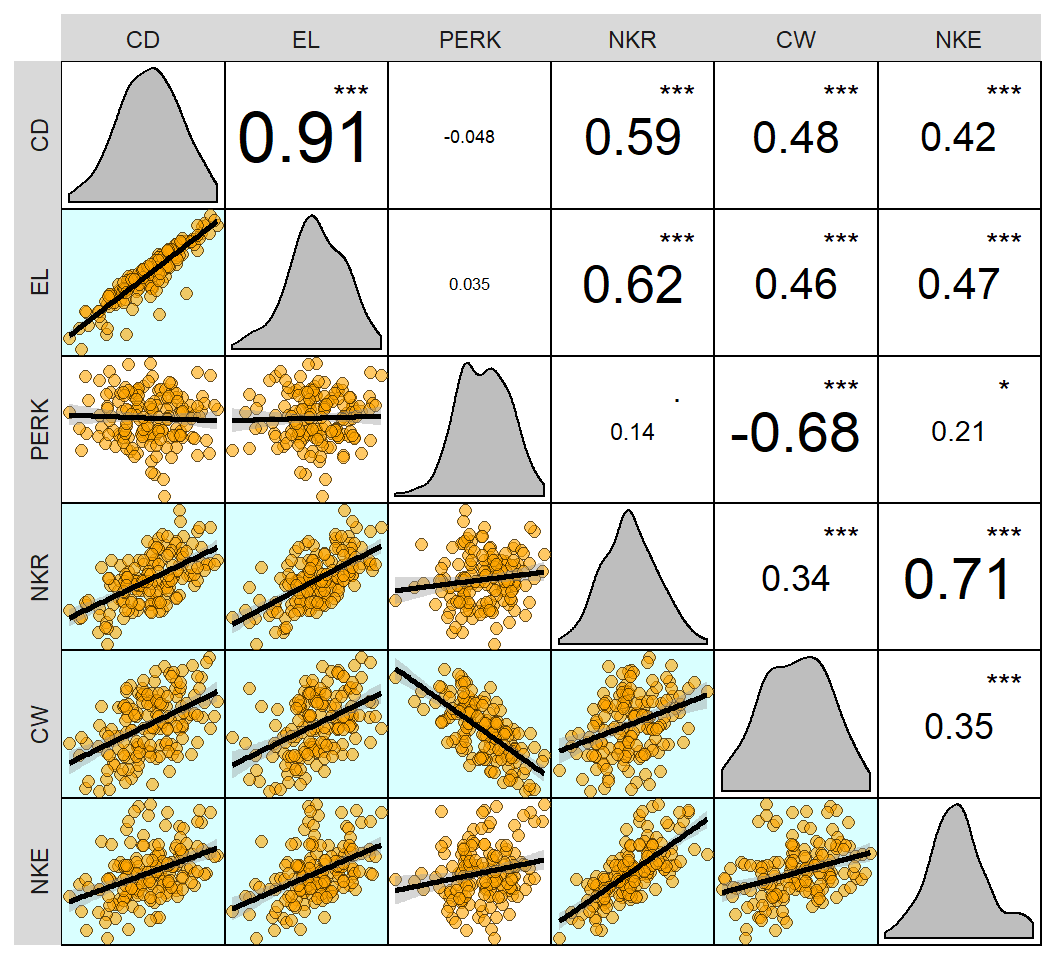 CD EL PERK NKR CW NKE
CD
*** *** *** ***
0.91 -0.048 0.59 0.48 0.42
EL
*** *** ***
0.035 0.62 0.46 0.47
PERK
. *** *
0.14 -0.68 0.21
NKR
*** ***
0.34 0.71
CW
***
0.35
NKE